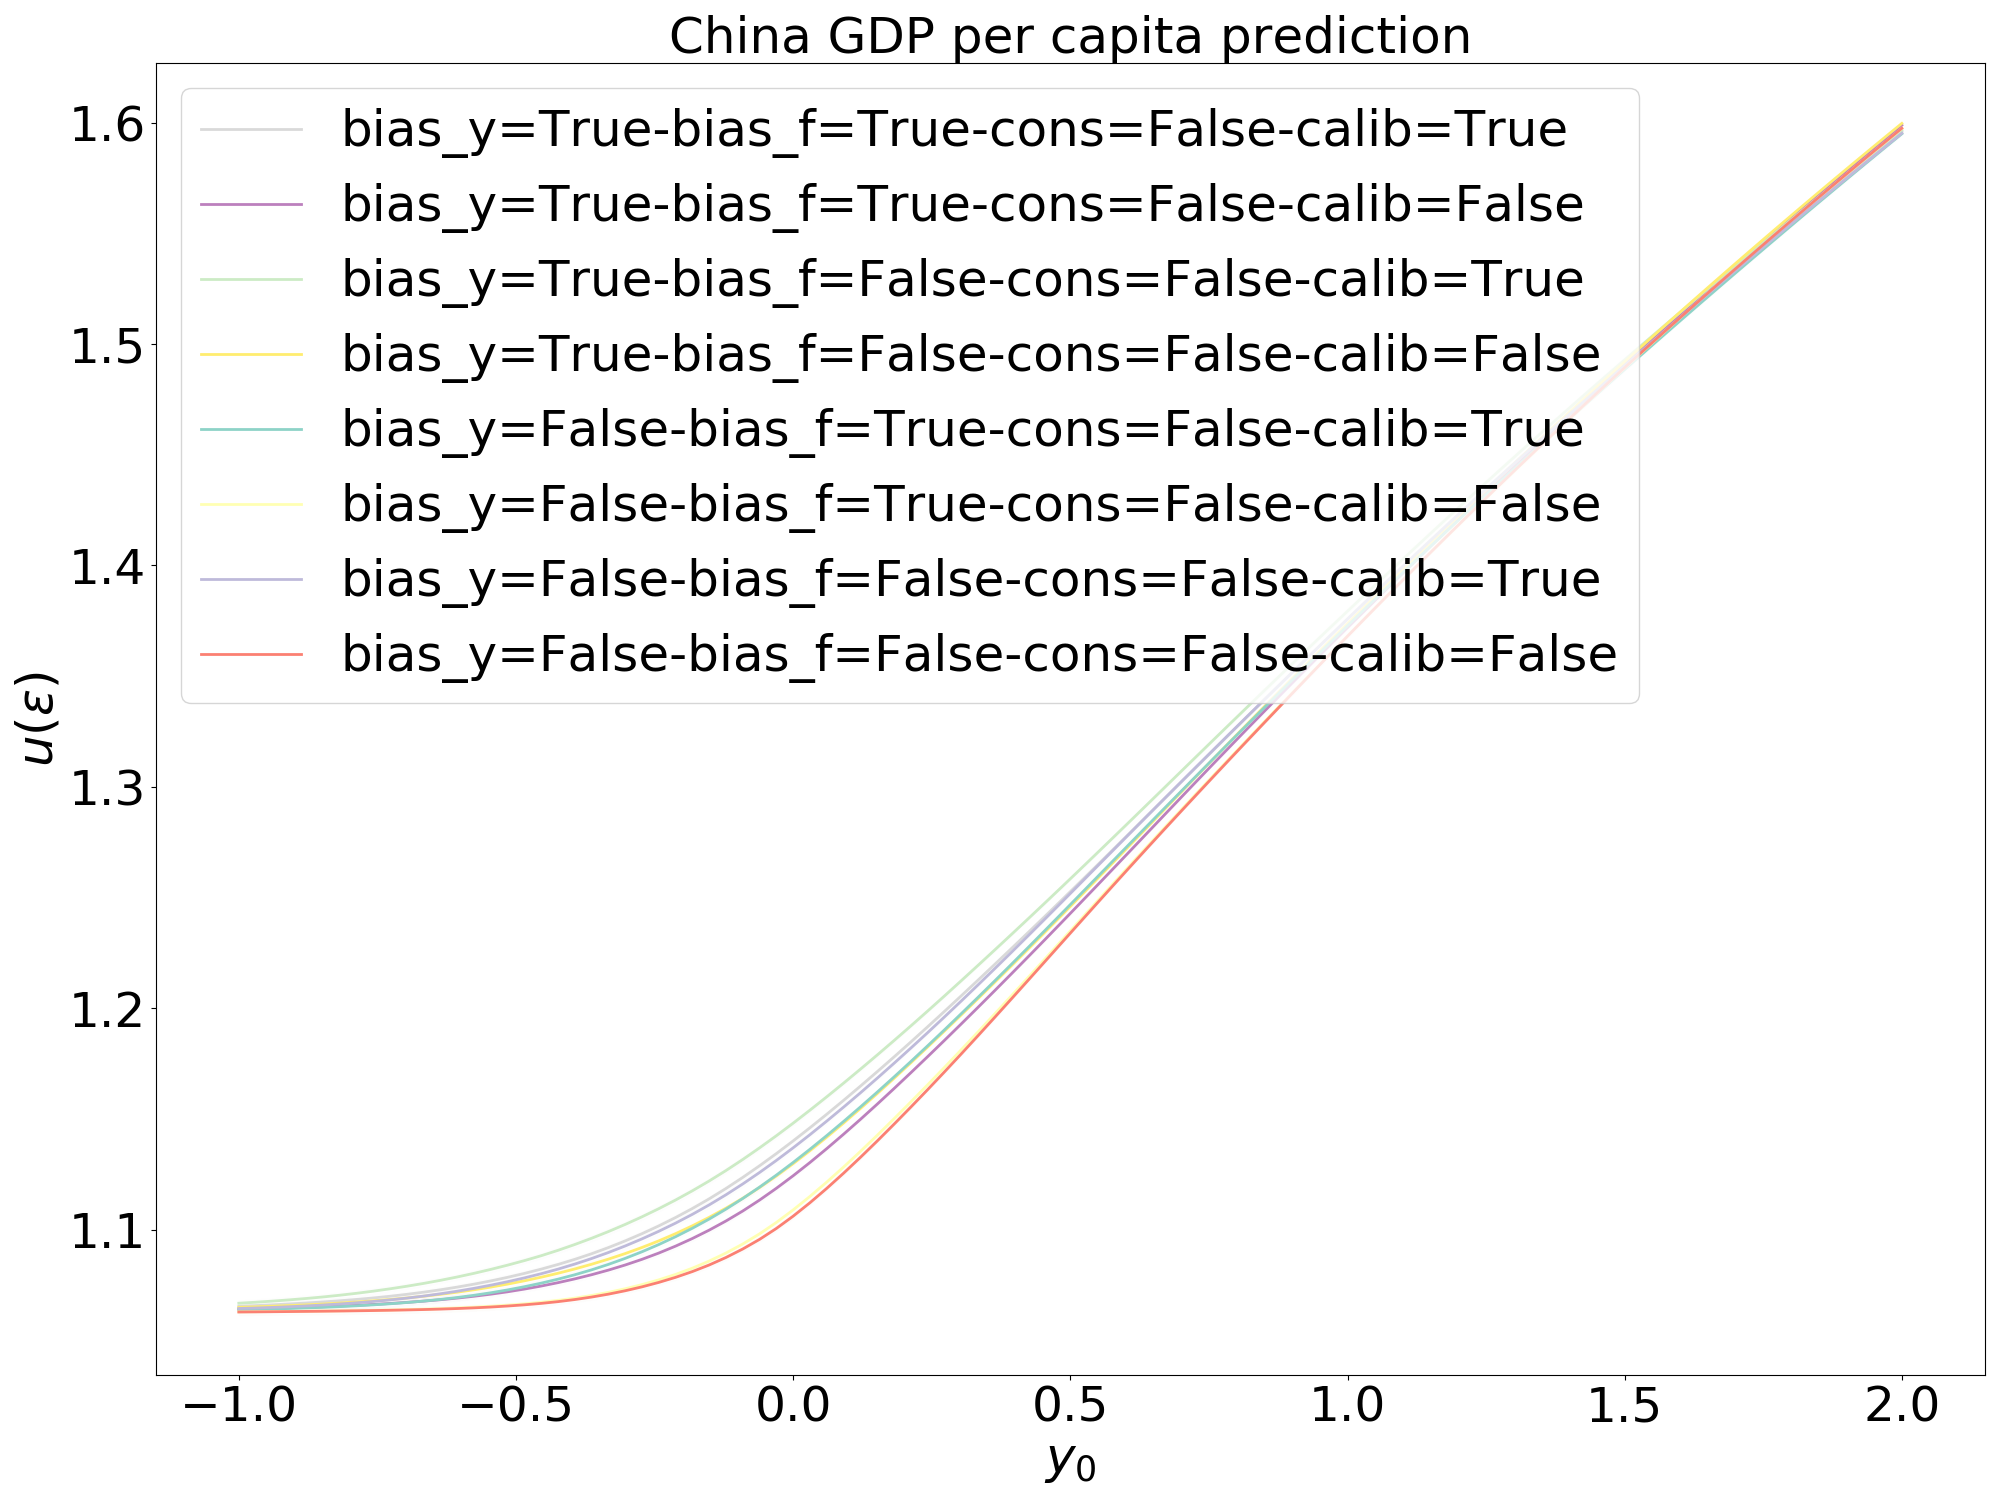 China GDP per capita prediction
1.6
1.5
1.4
1.3
1.2
1.1
u(ε)
bias_y=True-bias_f=True-cons=False-calib=True
bias_y=True-bias_f=True-cons=False-calib=False
bias_y=True-bias_f=False-cons=False-calib=True
bias_y=True-bias_f=False-cons=False-calib=False
bias_y=False-bias_f=True-cons=False-calib=True
bias_y=False-bias_f=True-cons=False-calib=False
bias_y=False-bias_f=False-cons=False-calib=True
bias_y=False-bias_f=False-cons=False-calib=False
−1.0 −0.5 0.0 0.5 1.0 1.5 2.0
y₀